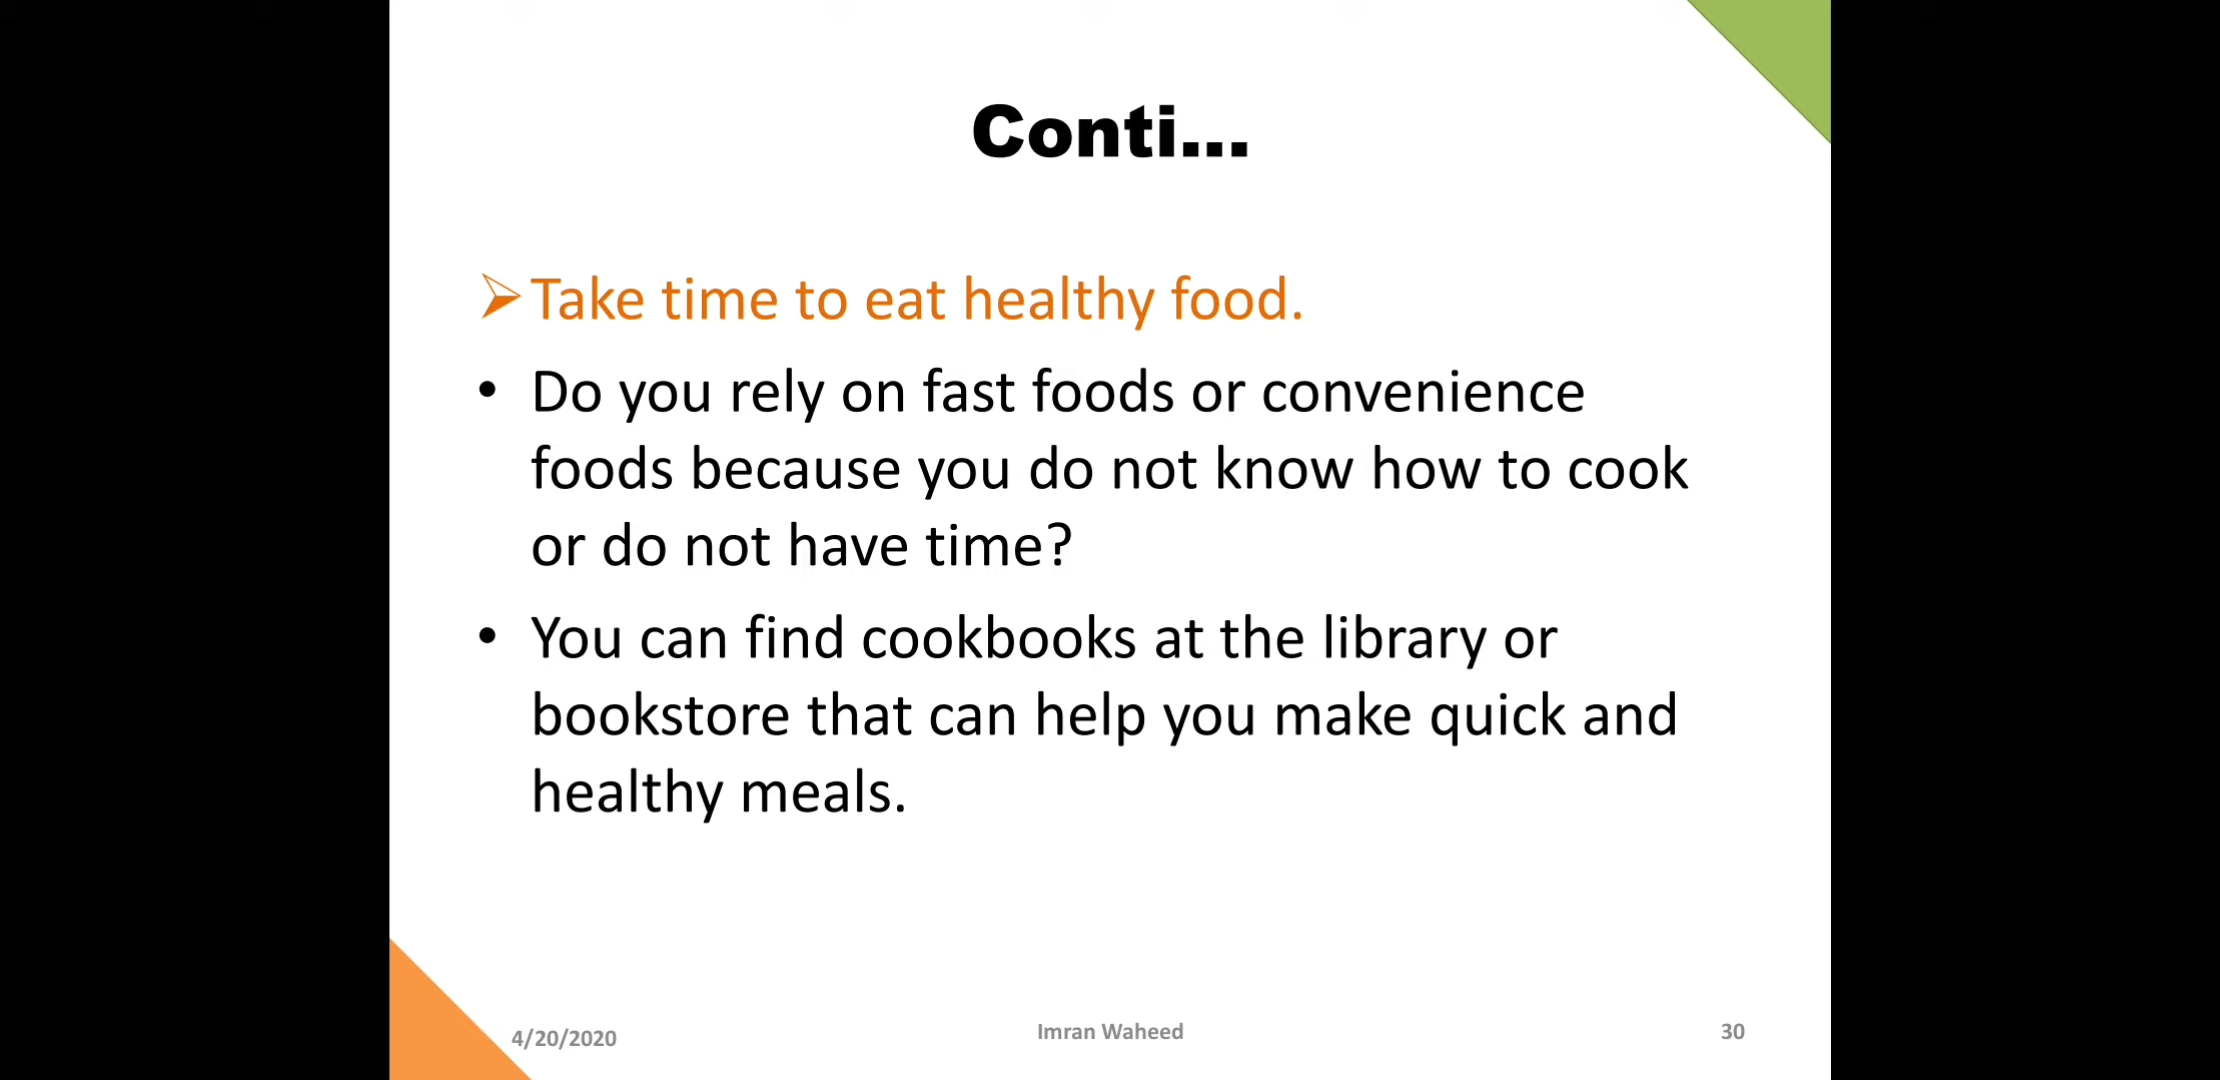 Conti...
Take time to eat healthy food.
• Do you rely on fast foods or convenience
foods because you do not know how to cook
or do not have time?
• You can find cookbooks at the library or
bookstore that can help you make quick and
healthy meals.
4/20/2020
Imran Waheed
30